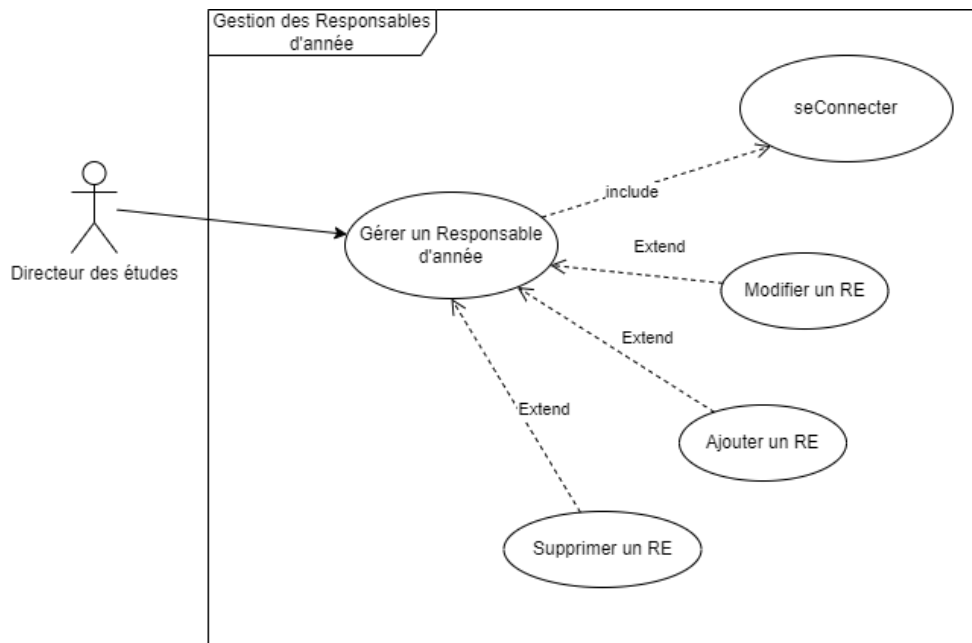 Gestion des Responsables
d'année
seConnecter
include
Gérer un Responsable
d'année
Extend
Directeur des études
Modifier un RE
Extend
Extend
Ajouter un RE
Supprimer un RE